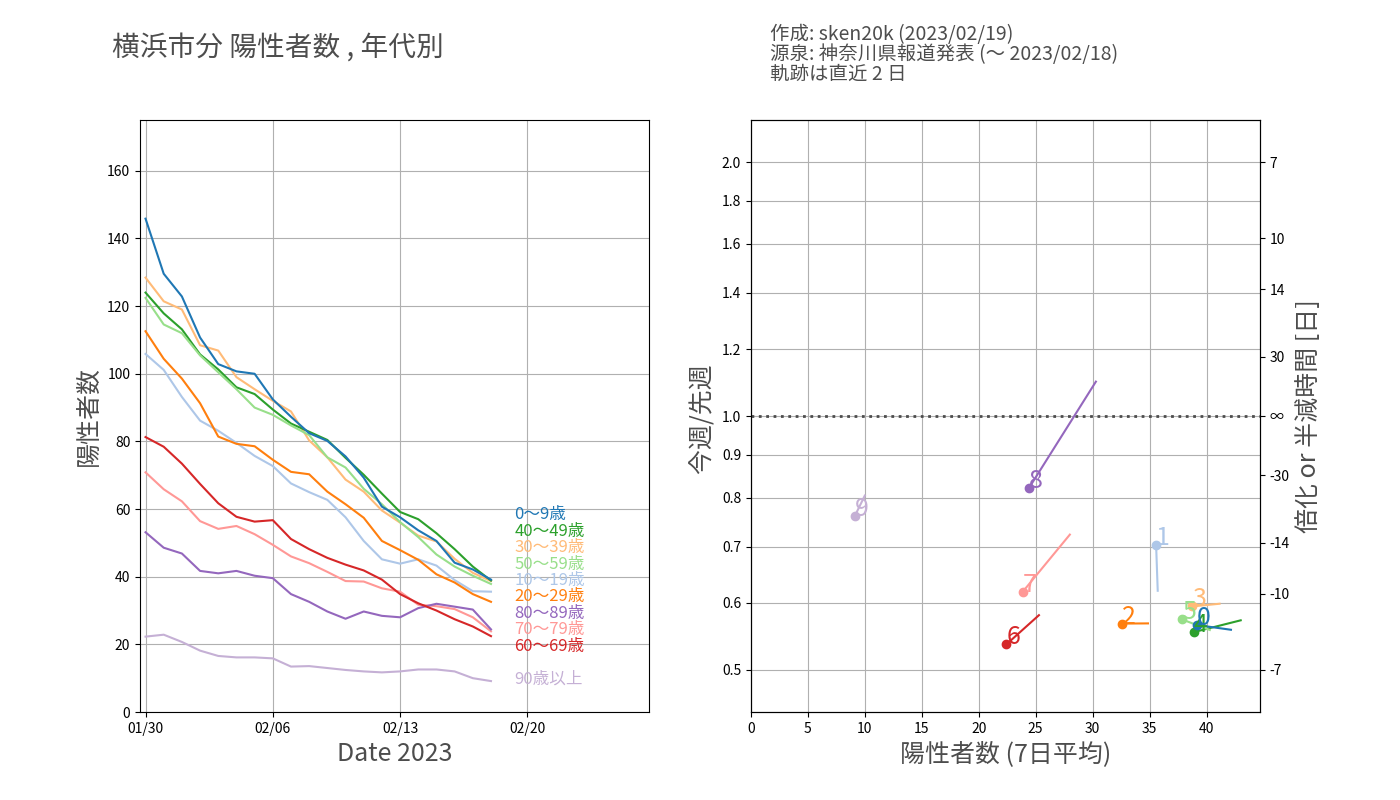 横浜市分 陽性者数 , 年代別
作成: sken20k (2023/02/19)
源泉: 神奈川県報道発表 (〜 2023/02/18)
軌跡は直近 2 日
陽性者数
160
140
120
100
80
60
40
20
0
01/30
02/06
02/13
02/20
Date 2023
0〜9歳
40〜49歳
30〜39歳
50〜59歳
10〜19歳
20〜29歳
80〜89歳
70〜79歳
60〜69歳
90歳以上
今週/先週
2.0
1.8
1.6
1.4
1.2
1.0
0.9
0.8
0.7
0.6
0.5
0
5
10
15
20
25
30
35
40
陽性者数 (7日平均)
9
8
7
6
1
2
3
5
4
0
7
10
14
30
∞
-30
-14
-10
-7
倍化 or 半減時間 [日]